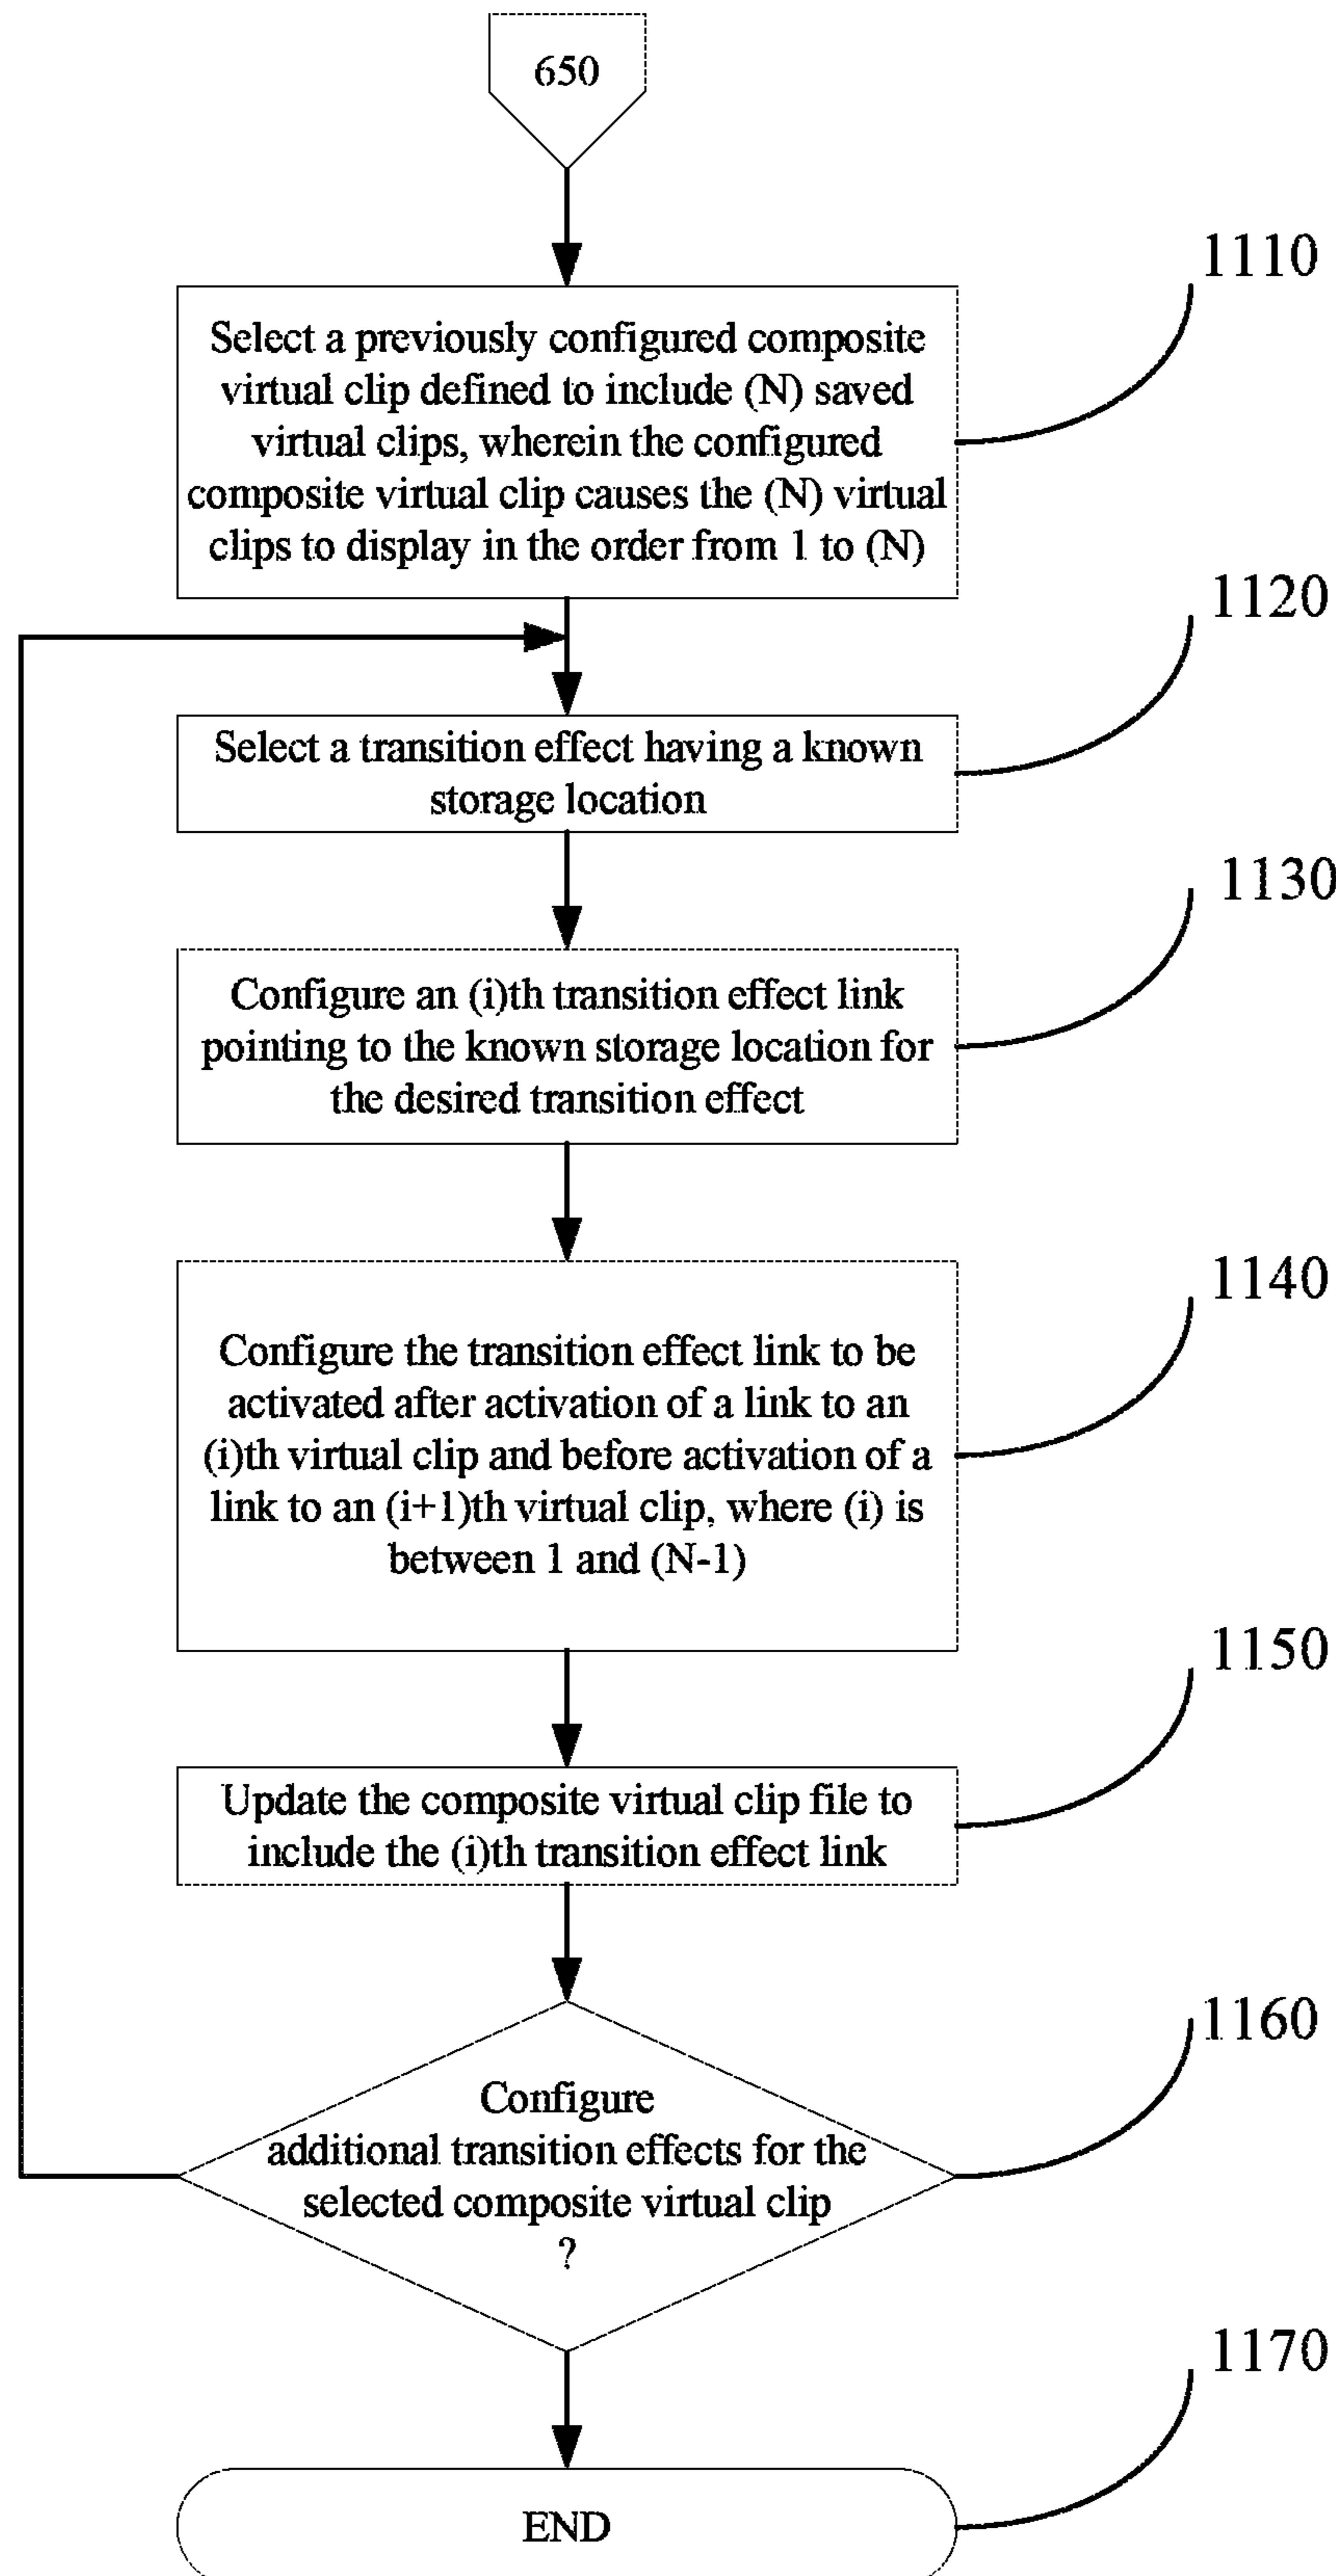 650
1110
Select a previously configured composite
virtual clip defined to include (N) saved
virtual clips, wherein the configured
composite virtual clip causes the (N) virtual
clips to display in the order from 1 to (N)
1120
Select a transition effect having a known
storage location
1130
Configure an (i)th transition effect link
pointing to the known storage location for
the desired transition effect
1140
Configure the transition effect link to be
activated after activation of a link to an
(i)th virtual clip and before activation of a
link to an (i+1)th virtual clip, where (i) is
between 1 and (N-1)
1150
Update the composite virtual clip file to
include the (i)th transition effect link
1160
Configure
additional transition effects for the
selected composite virtual clip
?
1170
END